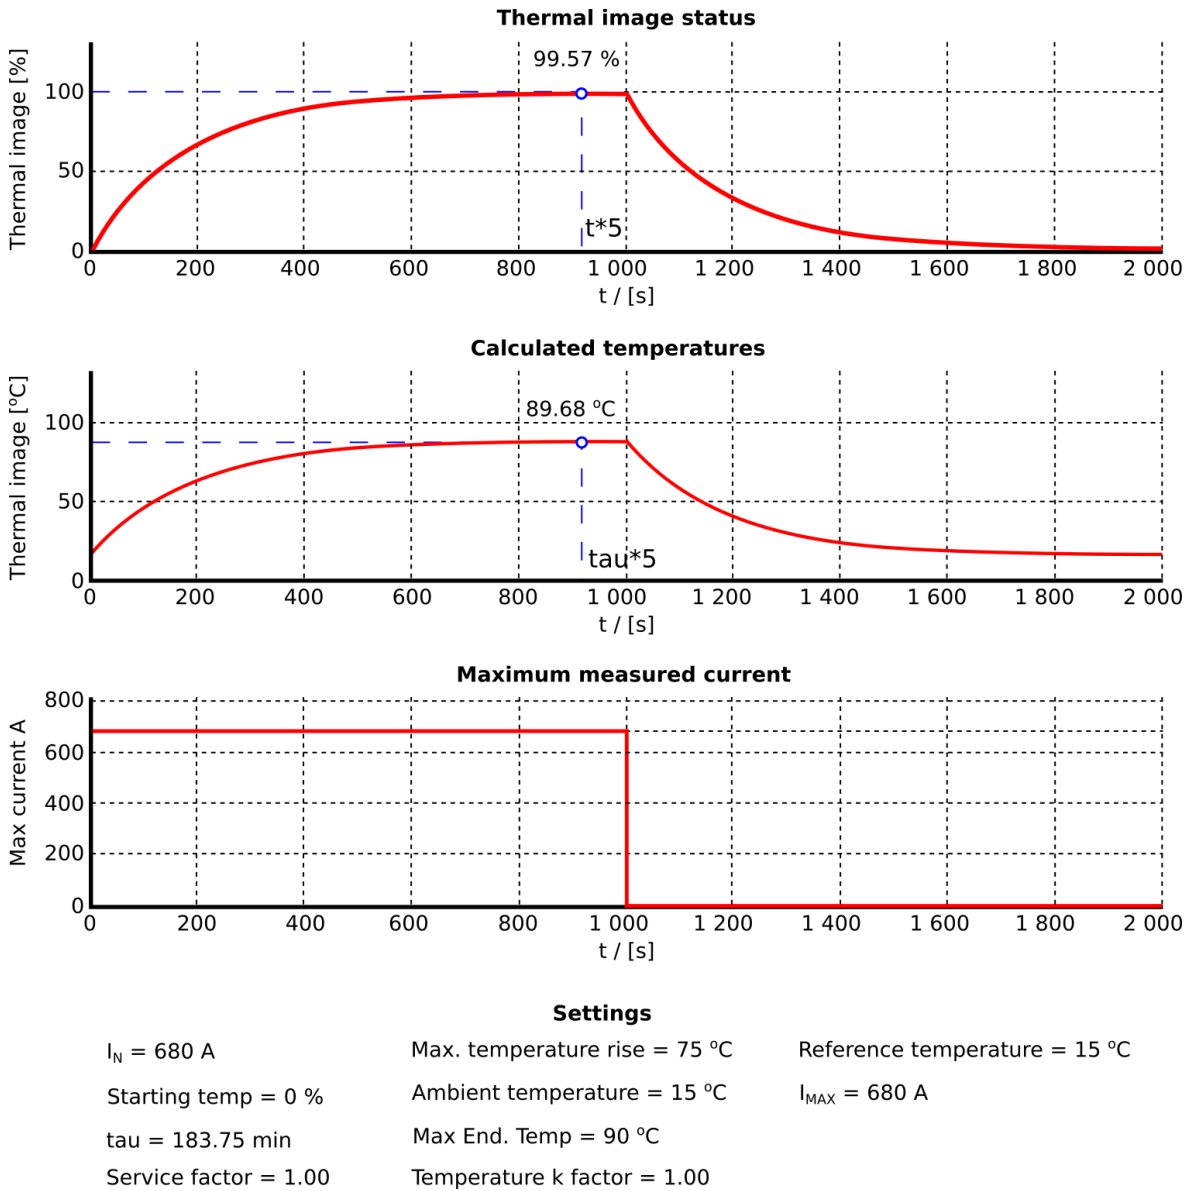 Thermal image status
99.57 %
Thermal image [%]
100
50
0
t*5
0 200 400 600 800 1 000 1 200 1 400 1 600 1 800 2 000
t / [s]
Calculated temperatures
89.68 ºC
Thermal image [ºC]
100
50
0
tau*5
0 200 400 600 800 1 000 1 200 1 400 1 600 1 800 2 000
t / [s]
Maximum measured current
Max current A
800
600
400
200
0
0 200 400 600 800 1 000 1 200 1 400 1 600 1 800 2 000
t / [s]
Settings
I_N = 680 A Max. temperature rise = 75 ºC Reference temperature = 15 ºC
Starting temp = 0 % Ambient temperature = 15 ºC I_MAX = 680 A
tau = 183.75 min Max End. Temp = 90 ºC
Service factor = 1.00 Temperature k factor = 1.00